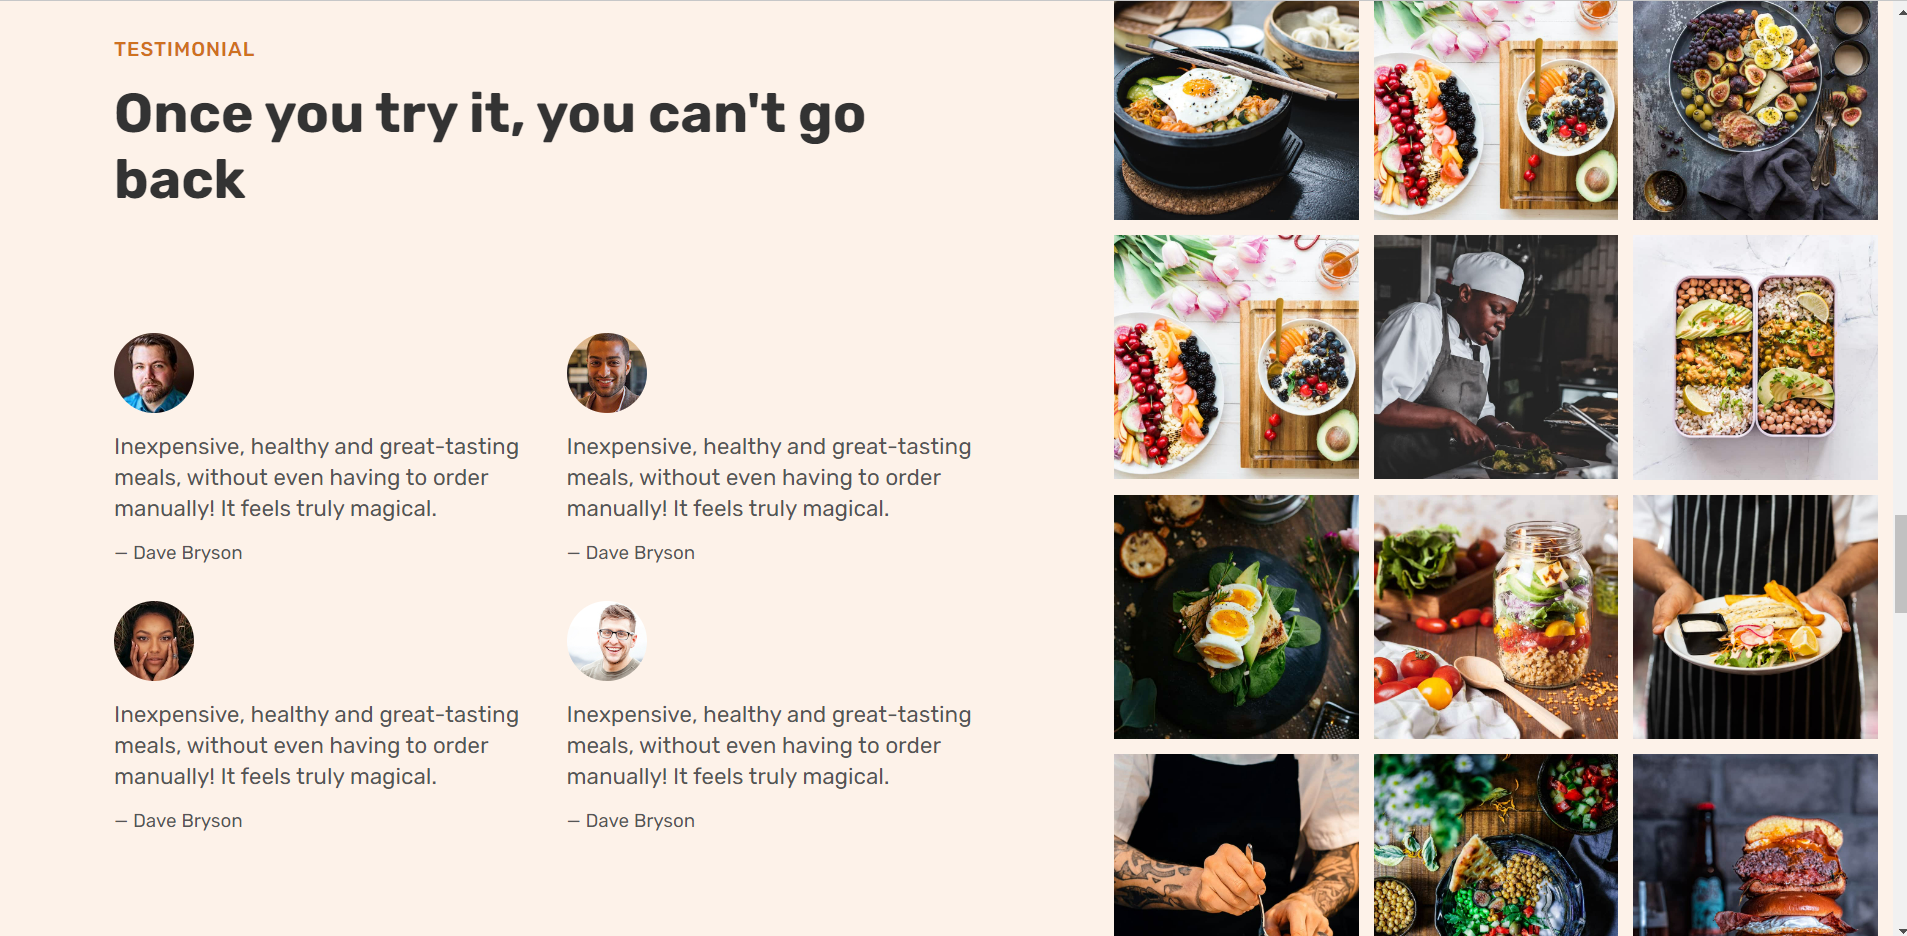 TESTIMONIAL
Once you try it, you can't go
back
Inexpensive, healthy and great-tasting
meals, without even having to order
manually! It feels truly magical.
— Dave Bryson
Inexpensive, healthy and great-tasting
meals, without even having to order
manually! It feels truly magical.
— Dave Bryson
Inexpensive, healthy and great-tasting
meals, without even having to order
manually! It feels truly magical.
— Dave Bryson
Inexpensive, healthy and great-tasting
meals, without even having to order
manually! It feels truly magical.
— Dave Bryson